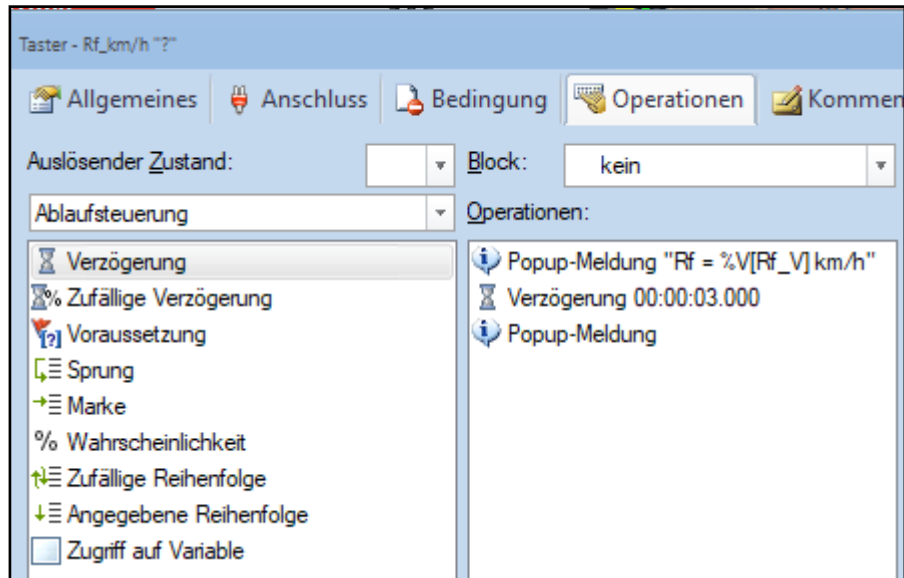 Taster - Rf_km/h "?"
Allgemeines Anschluss Bedingung Operationen Kommen
Auslösender Zustand: Block: kein
Ablaufsteuerung Operationen:
Verzögerung
Zufällige Verzögerung
Voraussetzung
Sprung
Marke
% Wahrscheinlichkeit
Zufällige Reihenfolge
Angegebene Reihenfolge
Zugriff auf Variable
Popup-Meldung "Rf = %V[Rf_V] km/h"
Verzögerung 00:00:03.000
Popup-Meldung